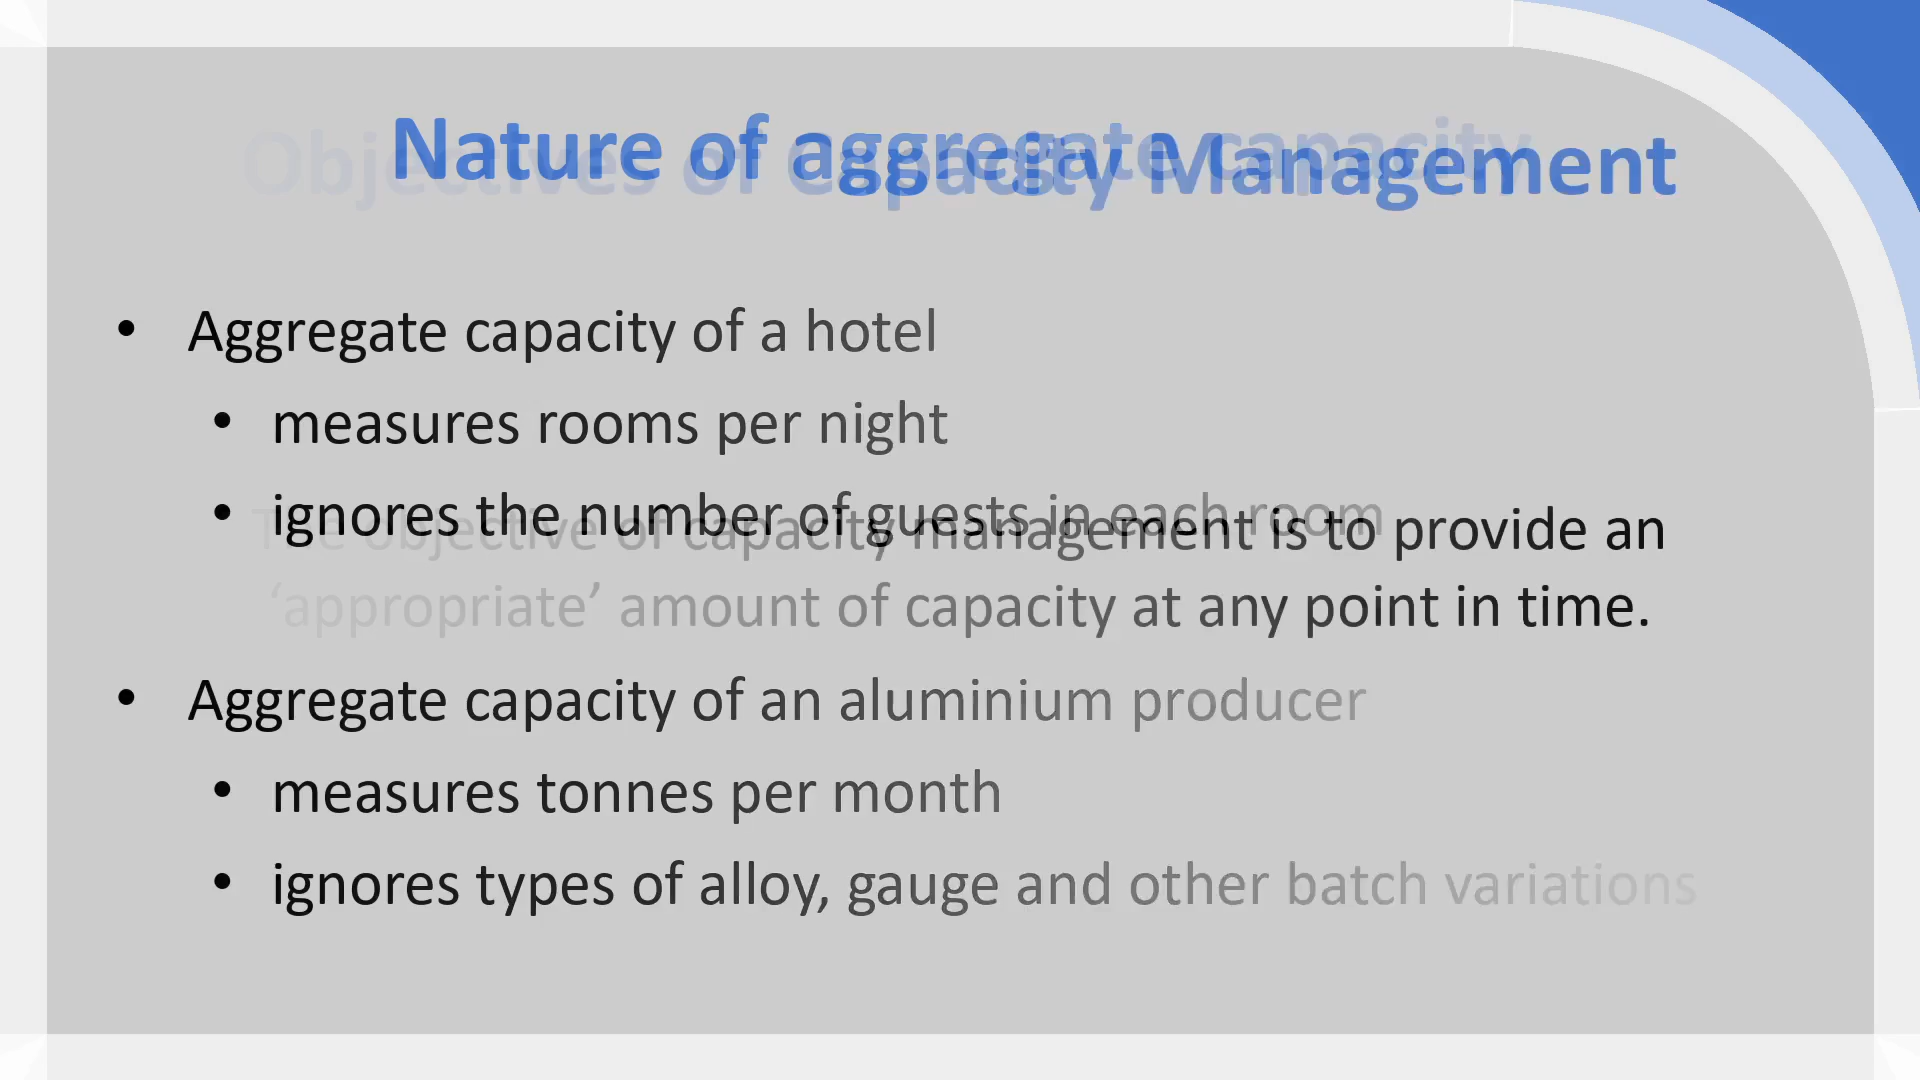 Nature of aggregate capacity
Objectives of Capacity Management
• Aggregate capacity of a hotel
• measures rooms per night
• ignores the number of guests in each room
The objective of capacity management is to provide an
‘appropriate’ amount of capacity at any point in time.
• Aggregate capacity of an aluminium producer
• measures tonnes per month
• ignores types of alloy, gauge and other batch variations